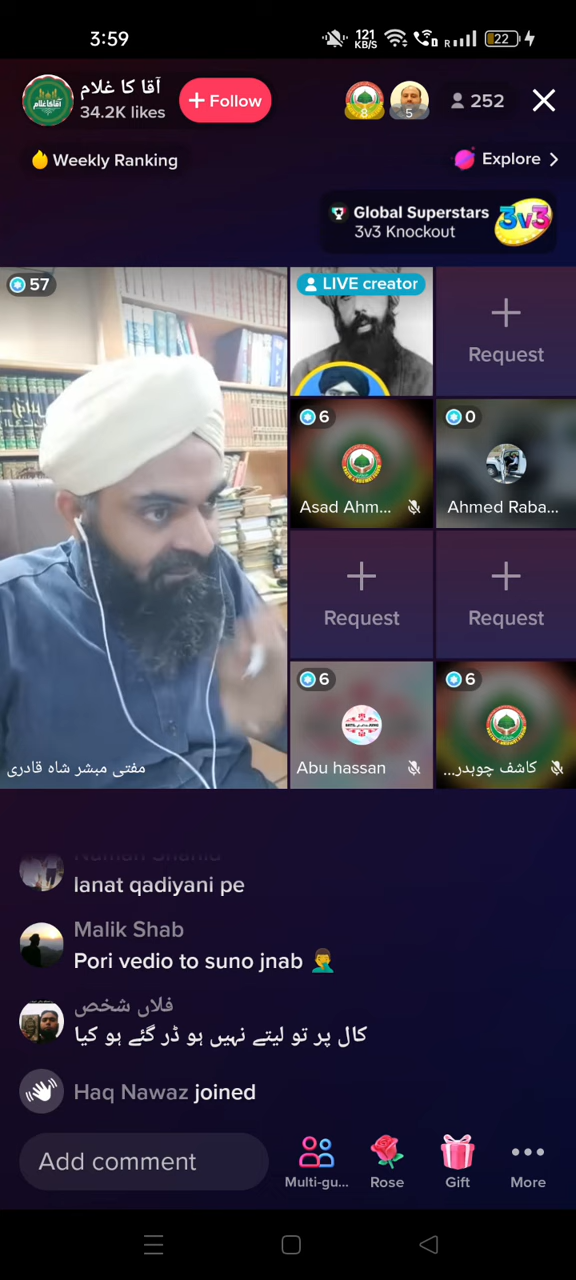 3:59
121
KB/S
R
22
آقا کا غلام
34.2K likes
+ Follow
8
5
252
Weekly Ranking
Explore
Global Superstars
3v3 Knockout
3v3
57
LIVE creator
Request
6
Asad Ahm...
0
Ahmed Raba...
Request
Request
مفتی مبشر شاہ قادری
6
Abu hassan
6
کاشف چوہدر...
Numan Shahid
lanat qadiyani pe
Malik Shab
Pori vedio to suno jnab 🤦‍♂️
فلاں شخص
کال پر تو لیتے نہیں ہو ڈر گئے ہو کیا
Haq Nawaz joined
Add comment
Multi-gu...
Rose
Gift
More